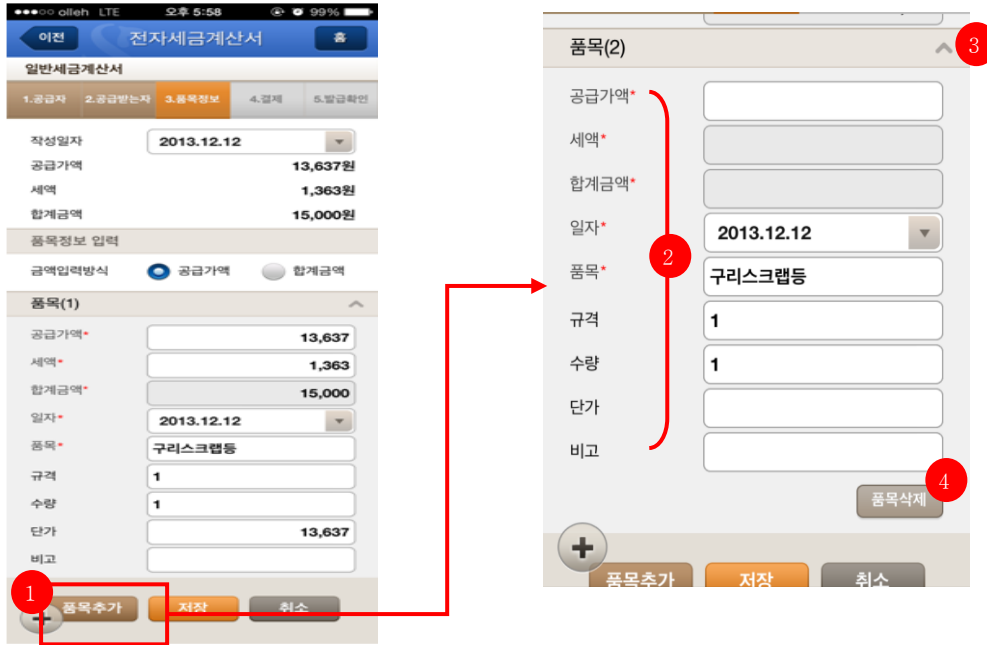 olleh LTE 오후 5:58 99%
이전 전자세금계산서 홈
일반세금계산서
1.공급자 2.공급받는자 3.품목정보 4.결제 5.발급확인
작성일자 2013.12.12
공급가액 13,637원
세액 1,363원
합계금액 15,000원
품목정보 입력
금액입력방식 공급가액 합계금액
품목(1)
공급가액* 13,637
세액* 1,363
합계금액* 15,000
일자* 2013.12.12
품목* 구리스크랩등
규격 1
수량 1
단가 13,637
비고
1
품목추가 저장 취소
품목(2) 3
공급가액*
세액*
합계금액*
일자* 2013.12.12
2
품목* 구리스크랩등
규격 1
수량 1
단가
비고
4
품목삭제
품목추가 저장 취소